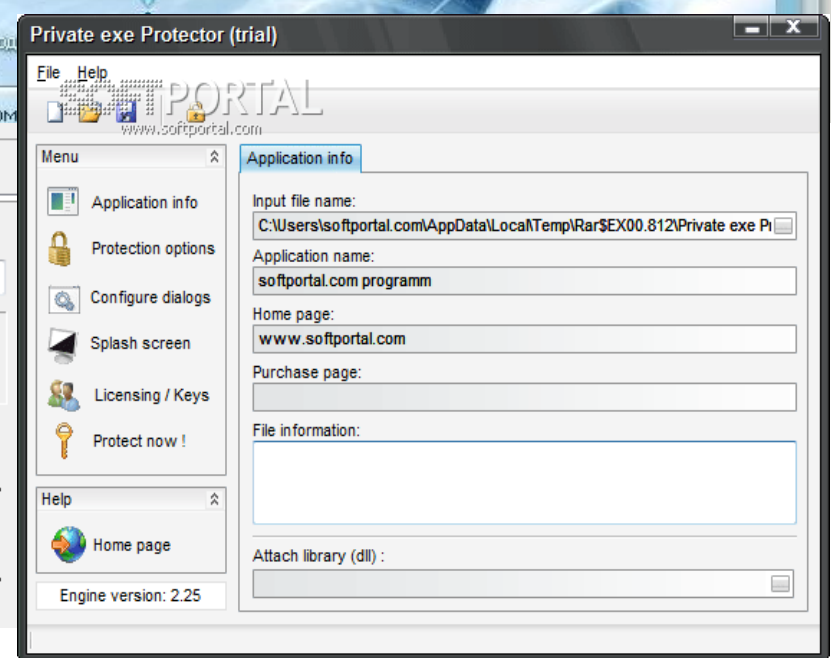 Private exe Protector (trial)
File Help
SOFTPORTAL
www.softportal.com
Menu
Application info
Protection options
Configure dialogs
Splash screen
Licensing / Keys
Protect now !
Help
Home page
Engine version: 2.25
Application info
Input file name:
C:\Users\softportal.com\AppData\Local\Temp\Rar$EX00.812\Private exe P
Application name:
softportal.com programm
Home page:
www.softportal.com
Purchase page:
File information:
Attach library (dll) :